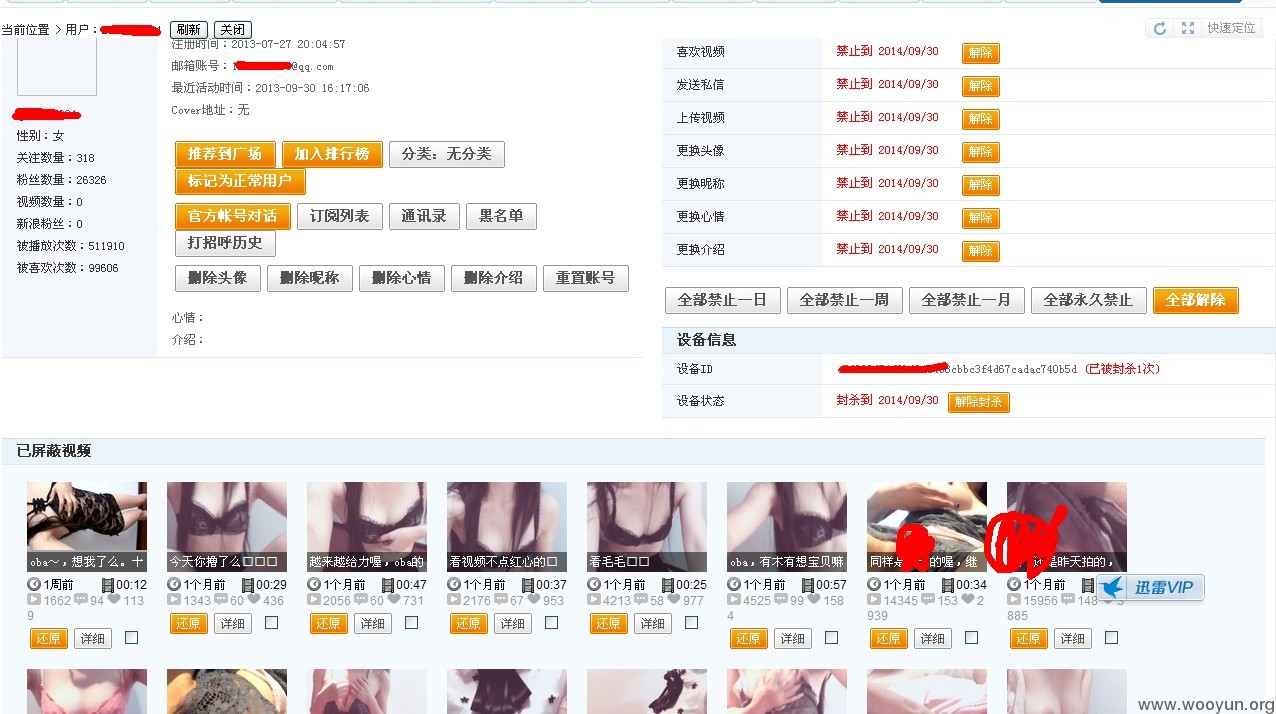 当前位置 > 用户：
刷新
关闭
快速定位
注册时间：2013-07-27 20:04:57
邮箱账号：
@qq.com
最近活动时间：
-30 16:17:06
Cover地址：无
性别：女
关注数量：318
粉丝数量：26326
视频数量：0
新浪粉丝：0
被播放次数：511910
被喜欢次数：99606
推荐到广场 加入排行榜 分类：无分类
标记为正常用户
官方帐号对话 订阅列表 通讯录 黑名单
打招呼历史
删除头像 删除昵称 删除心情 删除介绍 重置账号
心情：
介绍：
喜欢视频 禁止到 2014/09/30 解除
发送私信 禁止到 2014/09/30 解除
上传视频 禁止到 2014/09/30 解除
更换头像 禁止到 2014/09/30 解除
更换昵称 禁止到 2014/09/30 解除
更换心情 禁止到 2014/09/30 解除
更换介绍 禁止到 2014/09/30 解除
全部禁止一日 全部禁止一周 全部禁止一月 全部永久禁止 全部解除
设备信息
设备ID
cbbc3f4d67cadac740b5d (已被封杀1次)
设备状态 封杀到 2014/09/30 解除封杀
已屏蔽视频
oba～，想我了么。十
1周前 00:12
1662 94 113
9
还原 详细
今天你撸了么□□□
1个月前 00:29
1343 60 436
还原 详细
越来越给力喔，oba的
1个月前 00:47
2056 60 731
还原 详细
看视频不点红心的□
1个月前 00:37
2176 67 953
还原 详细
看毛毛□□
1个月前 00:25
4213 58 977
还原 详细
oba，有木有想宝贝嘛
1个月前 00:57
4525 99 158
4
还原 详细
同样是
的喔，继
1个月前 00:34
14345 153 2
939
还原 详细
是昨天拍的，
1个月前
15956 148 3
885
还原 详细
迅雷VIP
www.wooyun.org